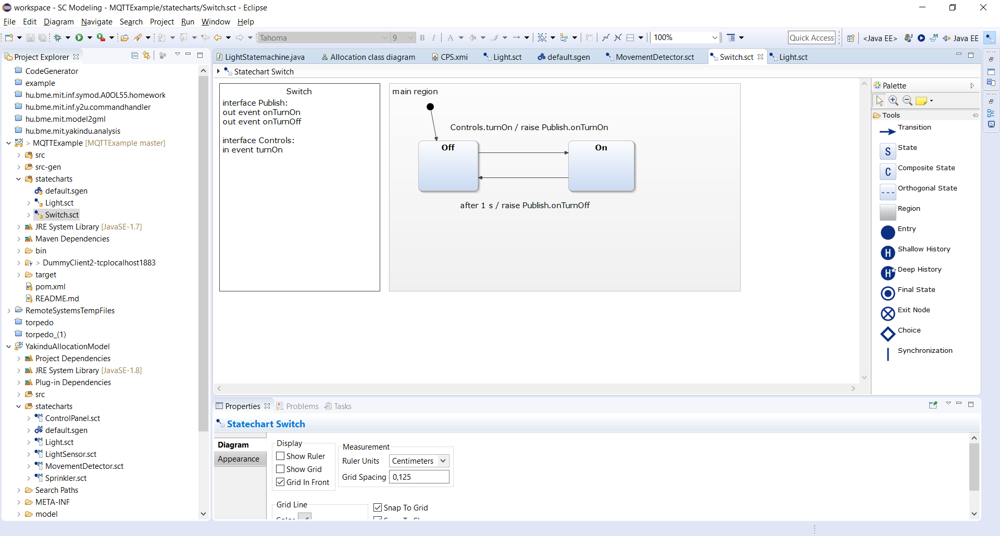 workspace - SC Modeling - MQTTExample/statecharts/Switch.sct - Eclipse
File Edit Diagram Navigate Search Project Run Window Help
Tahoma 9 B I A 100% Quick Access <Java EE> Java EE
Project Explorer
CodeGenerator
example
hu.bme.mit.inf.symod.A0OL55.homework
hu.bme.mit.inf.y2u.commandhandler
hu.bme.mit.model2gml
hu.bme.mit.yakindu.analysis
> MQTTExample [MQTTExample master]
src
src-gen
statecharts
default.sgen
Light.sct
Switch.sct
JRE System Library [JavaSE-1.7]
Maven Dependencies
bin
> DummyClient2-tcplocalhost1883
target
pom.xml
README.md
RemoteSystemsTempFiles
torpedo
torpedo_(1)
YakinduAllocationModel
Project Dependencies
JRE System Library [JavaSE-1.8]
Plug-in Dependencies
src
statecharts
ControlPanel.sct
default.sgen
Light.sct
LightSensor.sct
MovementDetector.sct
Sprinkler.sct
Search Paths
META-INF
model
LightStatemachine.java Allocation class diagram CPS.xmi Light.sct default.sgen MovementDetector.sct Switch.sct Light.sct
Statechart Switch
Switch
interface Publish:
out event onTurnOn
out event onTurnOff
interface Controls:
in event turnOn
main region
Controls.turnOn / raise Publish.onTurnOn
Off
On
after 1 s / raise Publish.onTurnOff
Palette
Tools
Transition
S State
C Composite State
Orthogonal State
Region
Entry
H Shallow History
H Deep History
Final State
Exit Node
Choice
Synchronization
Properties Problems Tasks
Statechart Switch
Diagram
Appearance
Display
Show Ruler
Show Grid
Grid In Front
Measurement
Ruler Units Centimeters
Grid Spacing 0,125
Grid Line
Snap To Grid